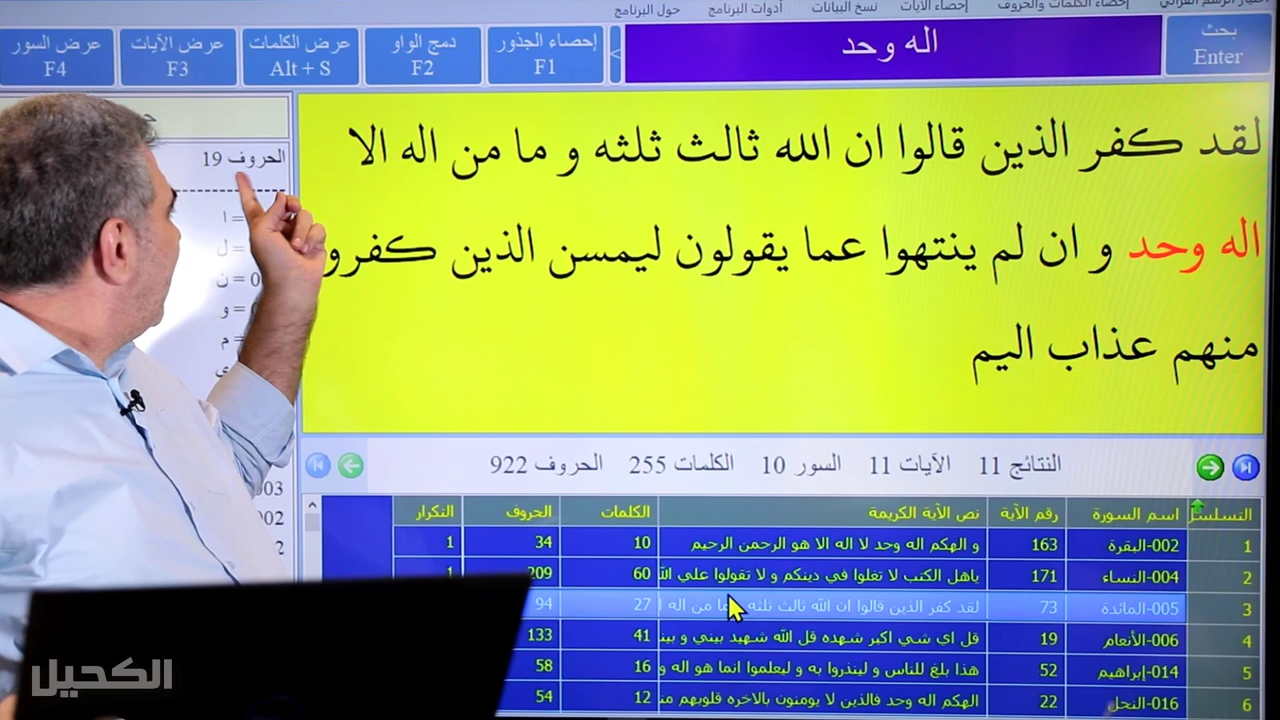 إحصاء الكلمات والحروف إحصاء الآيات نسخ البيانات أدوات البرنامج حول البرنامج
بحث
Enter
اله وحد
>
إحصاء الجذور
F1
دمج الواو
F2
عرض الكلمات
Alt + S
عرض الآيات
F3
عرض السور
F4
لقد كفر الذين قالوا ان الله ثالث ثلثه و ما من اله الا
اله وحد و ان لم ينتهوا عما يقولون ليمسن الذين كفروا
منهم عذاب اليم
الحروف 19
= ا
= ل
= ن
= و
= م
النتائج 11 الآيات 11 السور 10 الكلمات 255 الحروف 922
التسلسل اسم السورة رقم الآية نص الآية الكريمة الكلمات الحروف التكرار
1 002-البقرة 163 و الهكم اله وحد لا اله الا هو الرحمن الرحيم 10 34 1
2 004-النساء 171 ياهل الكتب لا تغلوا في دينكم و لا تقولوا علي 60 209 1
3 005-المائدة 73 لقد كفر الذين قالوا ان الله ثالث ثلثه ما من اله 27 94
4 006-الأنعام 19 قل اي شي اكبر شهده قل الله شهيد بيني و 41 133
5 014-إبراهيم 52 هذا بلغ للناس و لينذروا به و ليعلموا انما هو اله و 16 58
6 016-النحل 22 الهكم اله وحد فالذين لا يومنون بالاخره قلوبهم 12 54
الكحيل